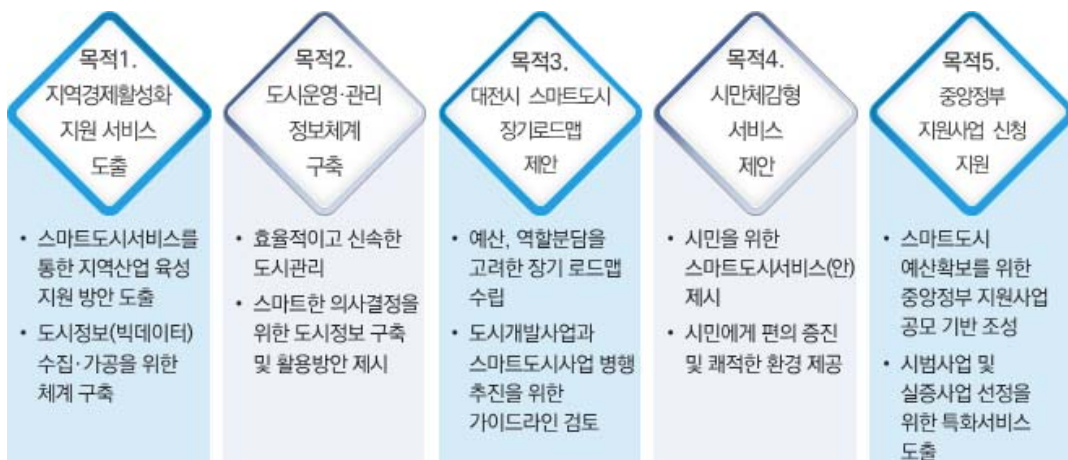 목적1.
지역경제활성화
지원 서비스
도출
• 스마트도시서비스를
통한 지역산업 육성
지원 방안 도출
• 도시정보(빅데이터)
수집·가공을 위한
체계 구축
목적2.
도시운영·관리
정보체계
구축
• 효율적이고 신속한
도시관리
• 스마트한 의사결정을
위한 도시정보 구축
및 활용방안 제시
목적3.
대전시 스마트도시
장기로드맵
제안
• 예산, 역할분담을
고려한 장기 로드맵
수립
• 도시개발사업과
스마트도시사업 병행
추진을 위한
가이드라인 검토
목적4.
시만체감형
서비스
제안
• 시민을 위한
스마트도시서비스(안)
제시
• 시민에게 편의 증진
및 쾌적한 환경 제공
목적5.
중앙정부
지원사업 신청
지원
• 스마트도시
예산확보를 위한
중앙정부 지원사업
공모 기반 조성
• 시범사업 및
실증사업 선정을
위한 특화서비스
도출